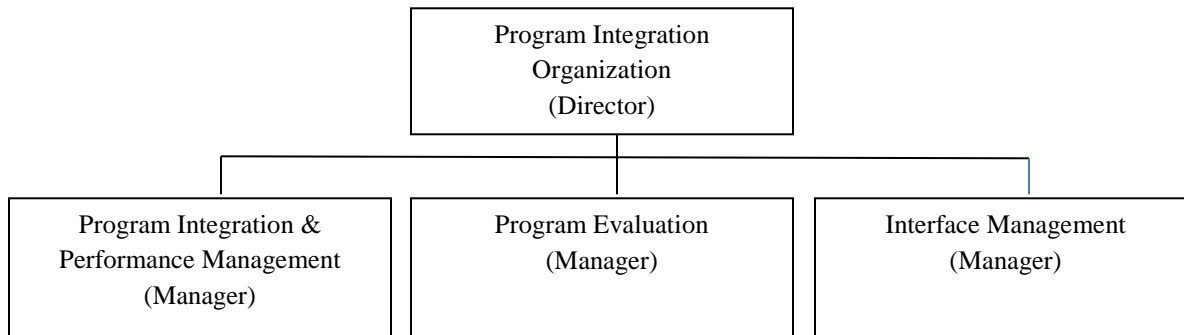 Program Integration
Organization
(Director)
Program Integration &
Performance Management
(Manager)
Program Evaluation
(Manager)
Interface Management
(Manager)